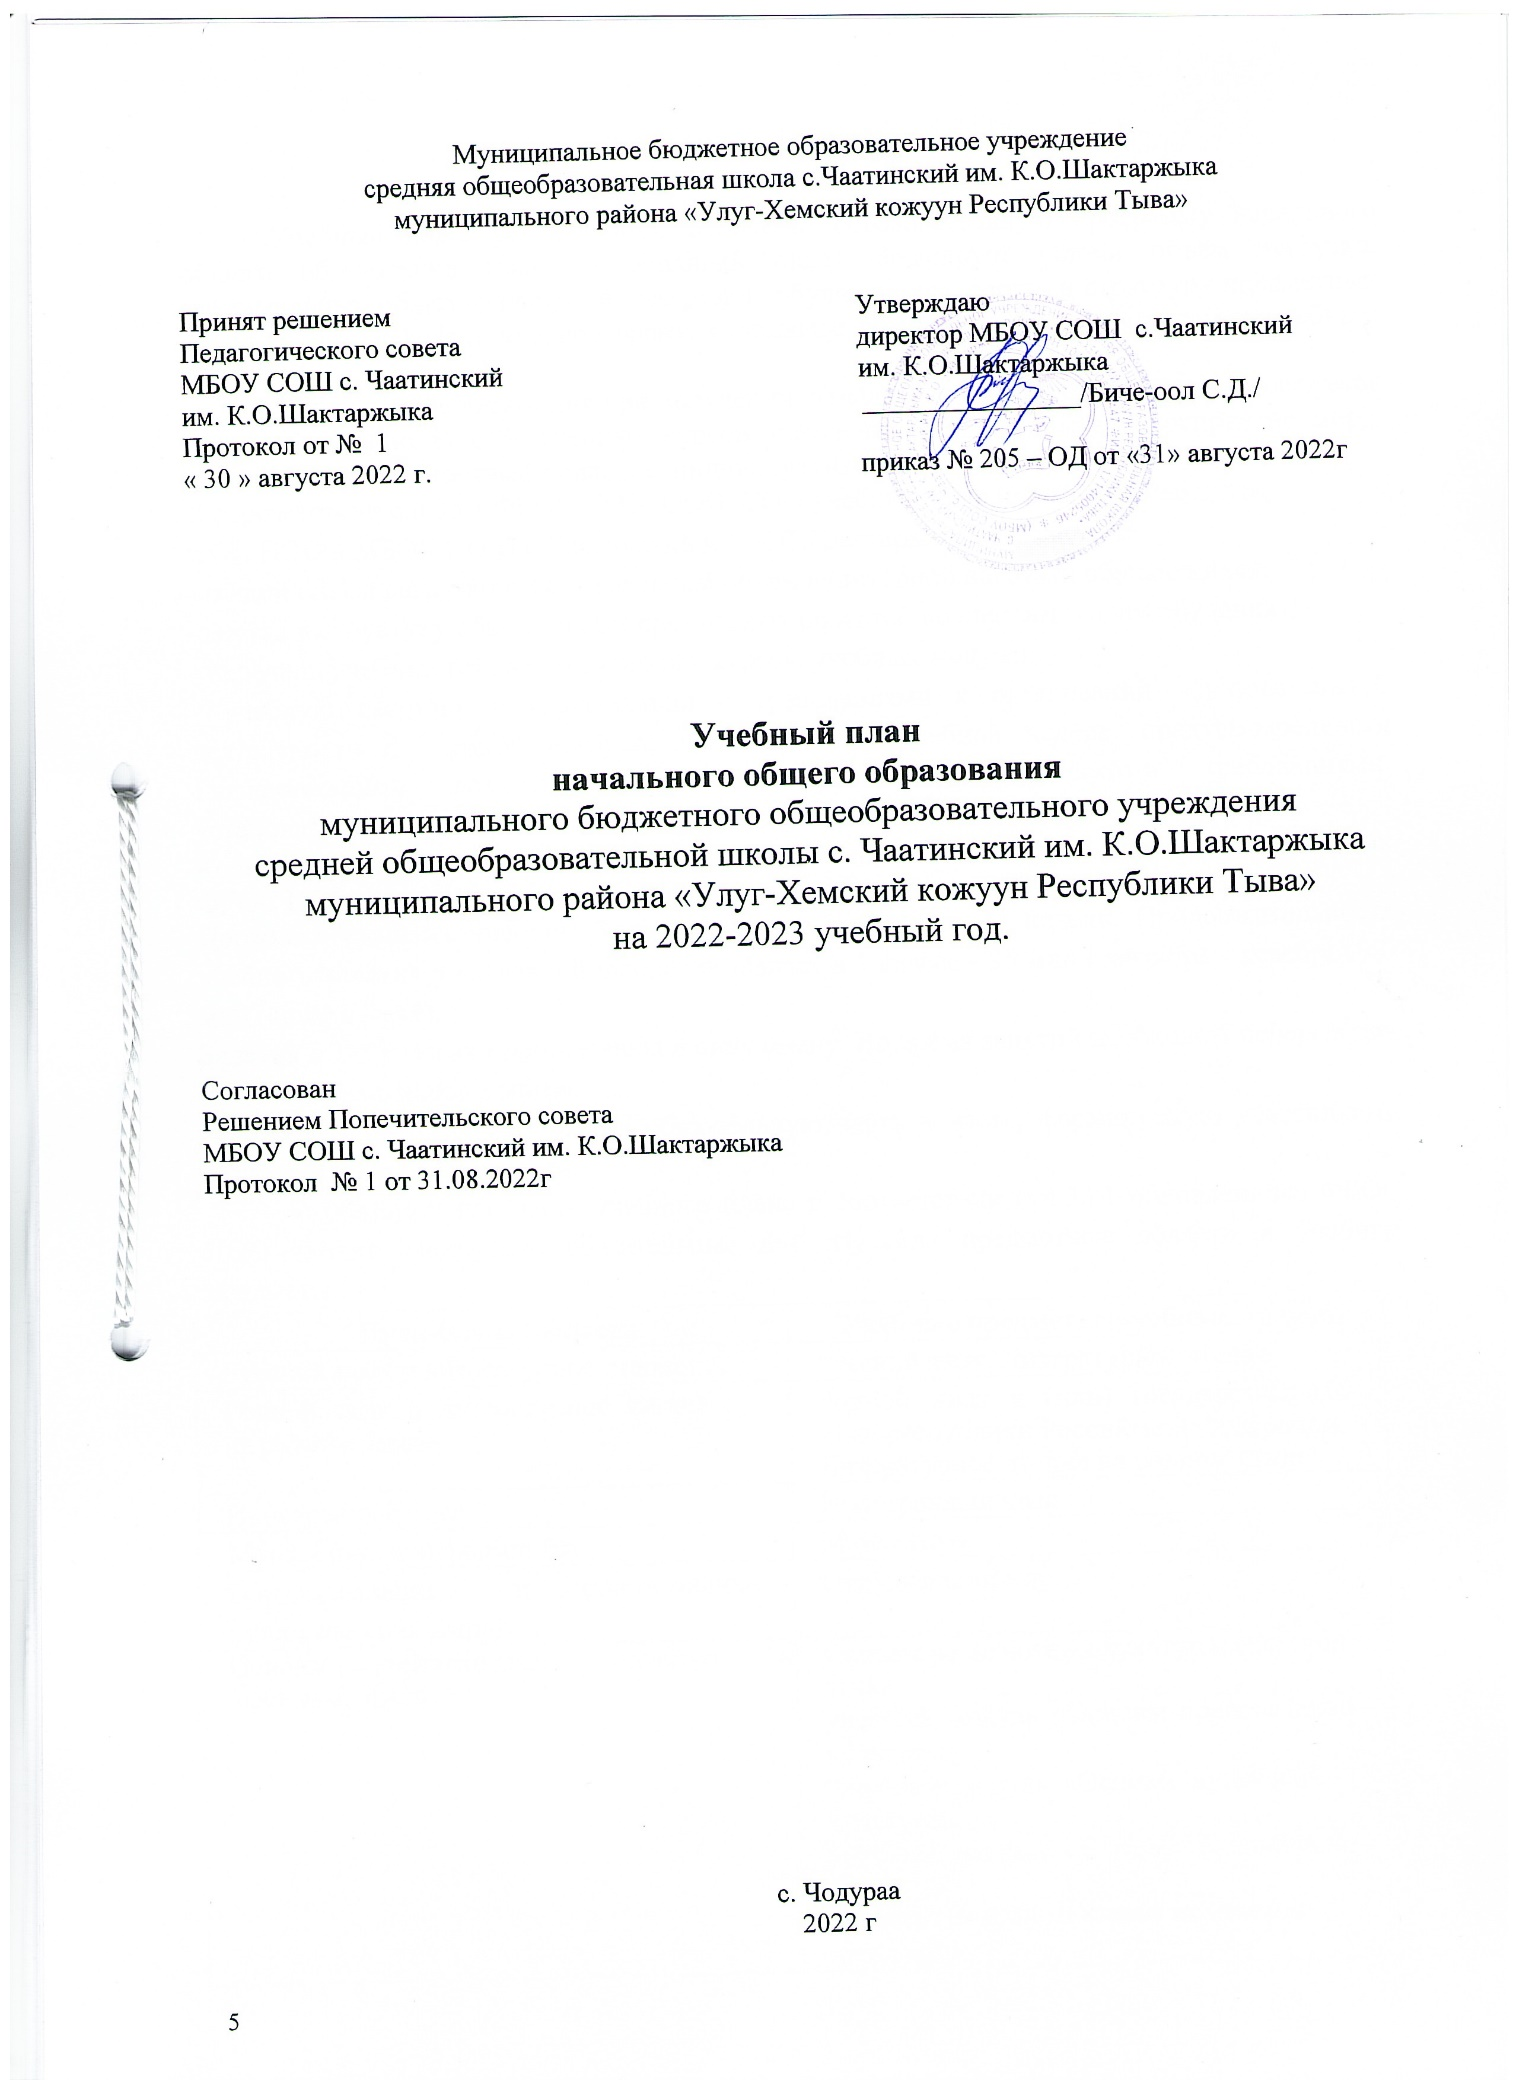 Муниципальное бюджетное образовательное учреждение
средняя общеобразовательная школа с.Чаатинский им. К.О.Шактаржыка
муниципального района «Улуг-Хемский кожуун Республики Тыва»
Принят решением
Педагогического совета
МБОУ СОШ с. Чаатинский
им. К.О.Шактаржыка
Протокол от № 1
« 30 » августа 2022 г.
Утверждаю
директор МБОУ СОШ с.Чаатинский
им. К.О.Шактаржыка
________________/Биче-оол С.Д./
приказ № 205 – ОД от «31» августа 2022г
Учебный план
начального общего образования
муниципального бюджетного общеобразовательного учреждения
средней общеобразовательной школы с. Чаатинский им. К.О.Шактаржыка
муниципального района «Улуг-Хемский кожуун Республики Тыва»
на 2022-2023 учебный год.
Согласован
Решением Попечительского совета
МБОУ СОШ с. Чаатинский им. К.О.Шактаржыка
Протокол № 1 от 31.08.2022г
с. Чодураа
2022 г
5